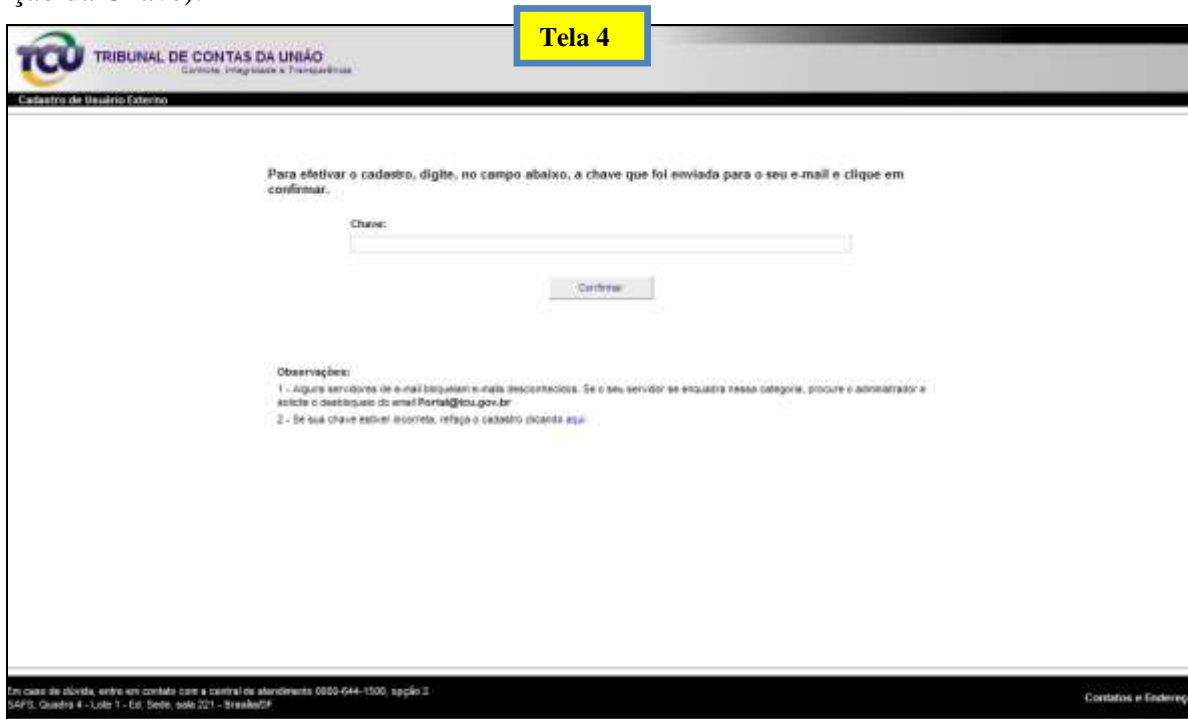 ção da Chave).
Tela 4
TCU
TRIBUNAL DE CONTAS DA UNIÃO
Controle, Integridade e Transparência
Cadastro de Usuário Externo
Para efetivar o cadastro, digite, no campo abaixo, a chave que foi enviada para o seu e-mail e clique em
confirmar.
Chave:
Confirmar
Observações:
1 - Alguns servidores de e-mail bloqueiam e-mails desconhecidos. Se o seu servidor se enquadra nessa categoria, procure o administrador e
solicite o desbloqueio do email Portal@tcu.gov.br
2 - Se sua chave estiver incorreta, refaça o cadastro clicando aqui
Em caso de dúvida, entre em contato com a central de atendimento 0800-644-1500, opção 2
SAFS, Quadra 4 - Lote 1 - Ed. Sede, sala 221 - Brasília/DF
Contatos e Endereç